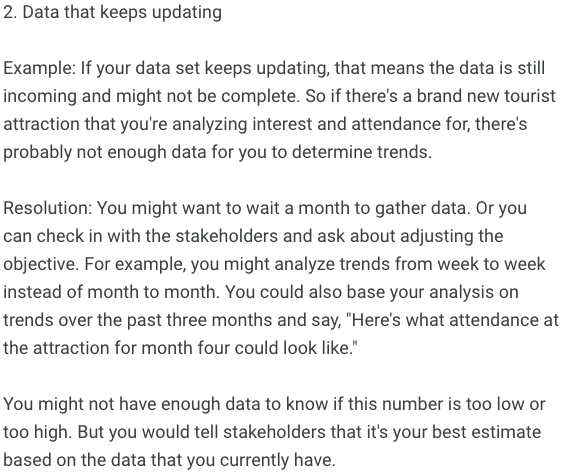 2. Data that keeps updating
Example: If your data set keeps updating, that means the data is still
incoming and might not be complete. So if there's a brand new tourist
attraction that you're analyzing interest and attendance for, there's
probably not enough data for you to determine trends.
Resolution: You might want to wait a month to gather data. Or you
can check in with the stakeholders and ask about adjusting the
objective. For example, you might analyze trends from week to week
instead of month to month. You could also base your analysis on
trends over the past three months and say, "Here's what attendance at
the attraction for month four could look like."
You might not have enough data to know if this number is too low or
too high. But you would tell stakeholders that it's your best estimate
based on the data that you currently have.